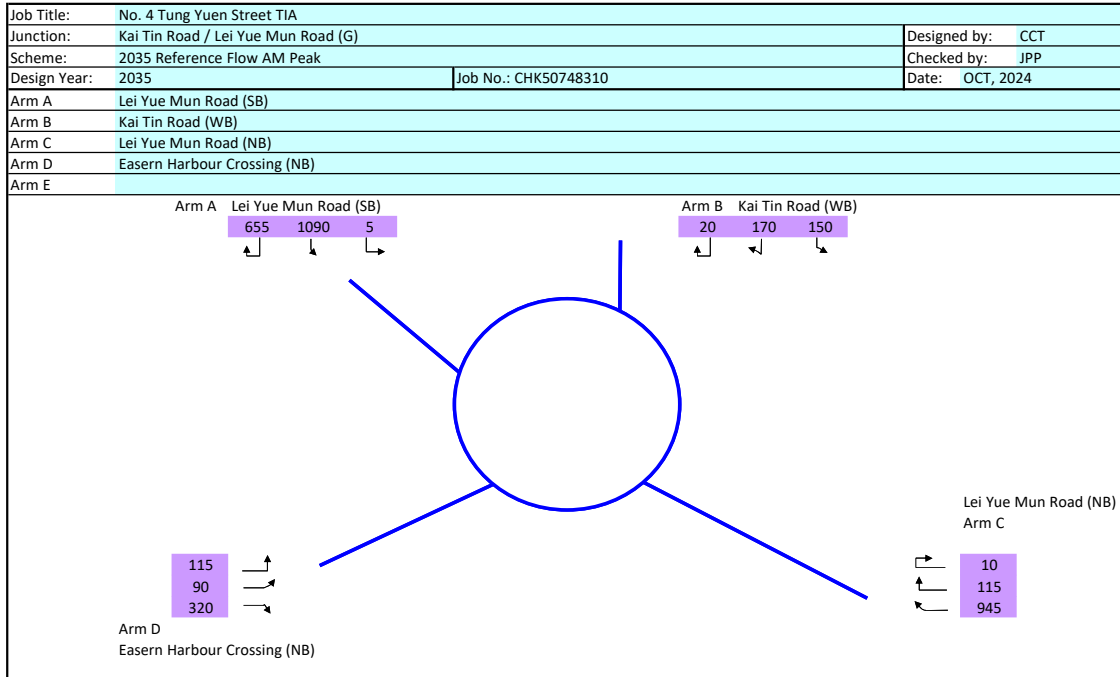 Job Title: No. 4 Tung Yuen Street TIA
Junction: Kai Tin Road / Lei Yue Mun Road (G) Designed by: CCT
Scheme: 2035 Reference Flow AM Peak Checked by: JPP
Design Year: 2035 Job No.: CHK50748310 Date: OCT, 2024
Arm A Lei Yue Mun Road (SB)
Arm B Kai Tin Road (WB)
Arm C Lei Yue Mun Road (NB)
Arm D Easern Harbour Crossing (NB)
Arm E
Arm A Lei Yue Mun Road (SB) Arm B Kai Tin Road (WB)
655 1090 5 20 170 150
Lei Yue Mun Road (NB)
Arm C
115 10
90 115
320 945
Arm D
Easern Harbour Crossing (NB)